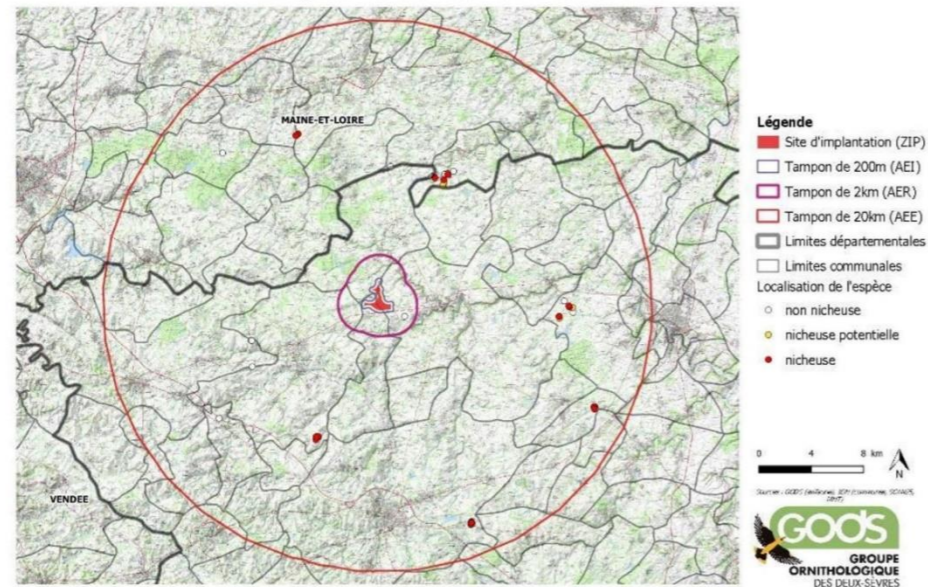 MAINE-ET-LOIRE
VENDEE
Légende
Site d'implantation (ZIP)
Tampon de 200m (AEI)
Tampon de 2km (AER)
Tampon de 20km (AEE)
Limites départementales
Limites communales
Localisation de l'espèce
non nicheuse
nicheuse potentielle
nicheuse
0 4 8 km
N
GODS
GROUPE
ORNITHOLOGIQUE
DES DEUX-SÈVRES